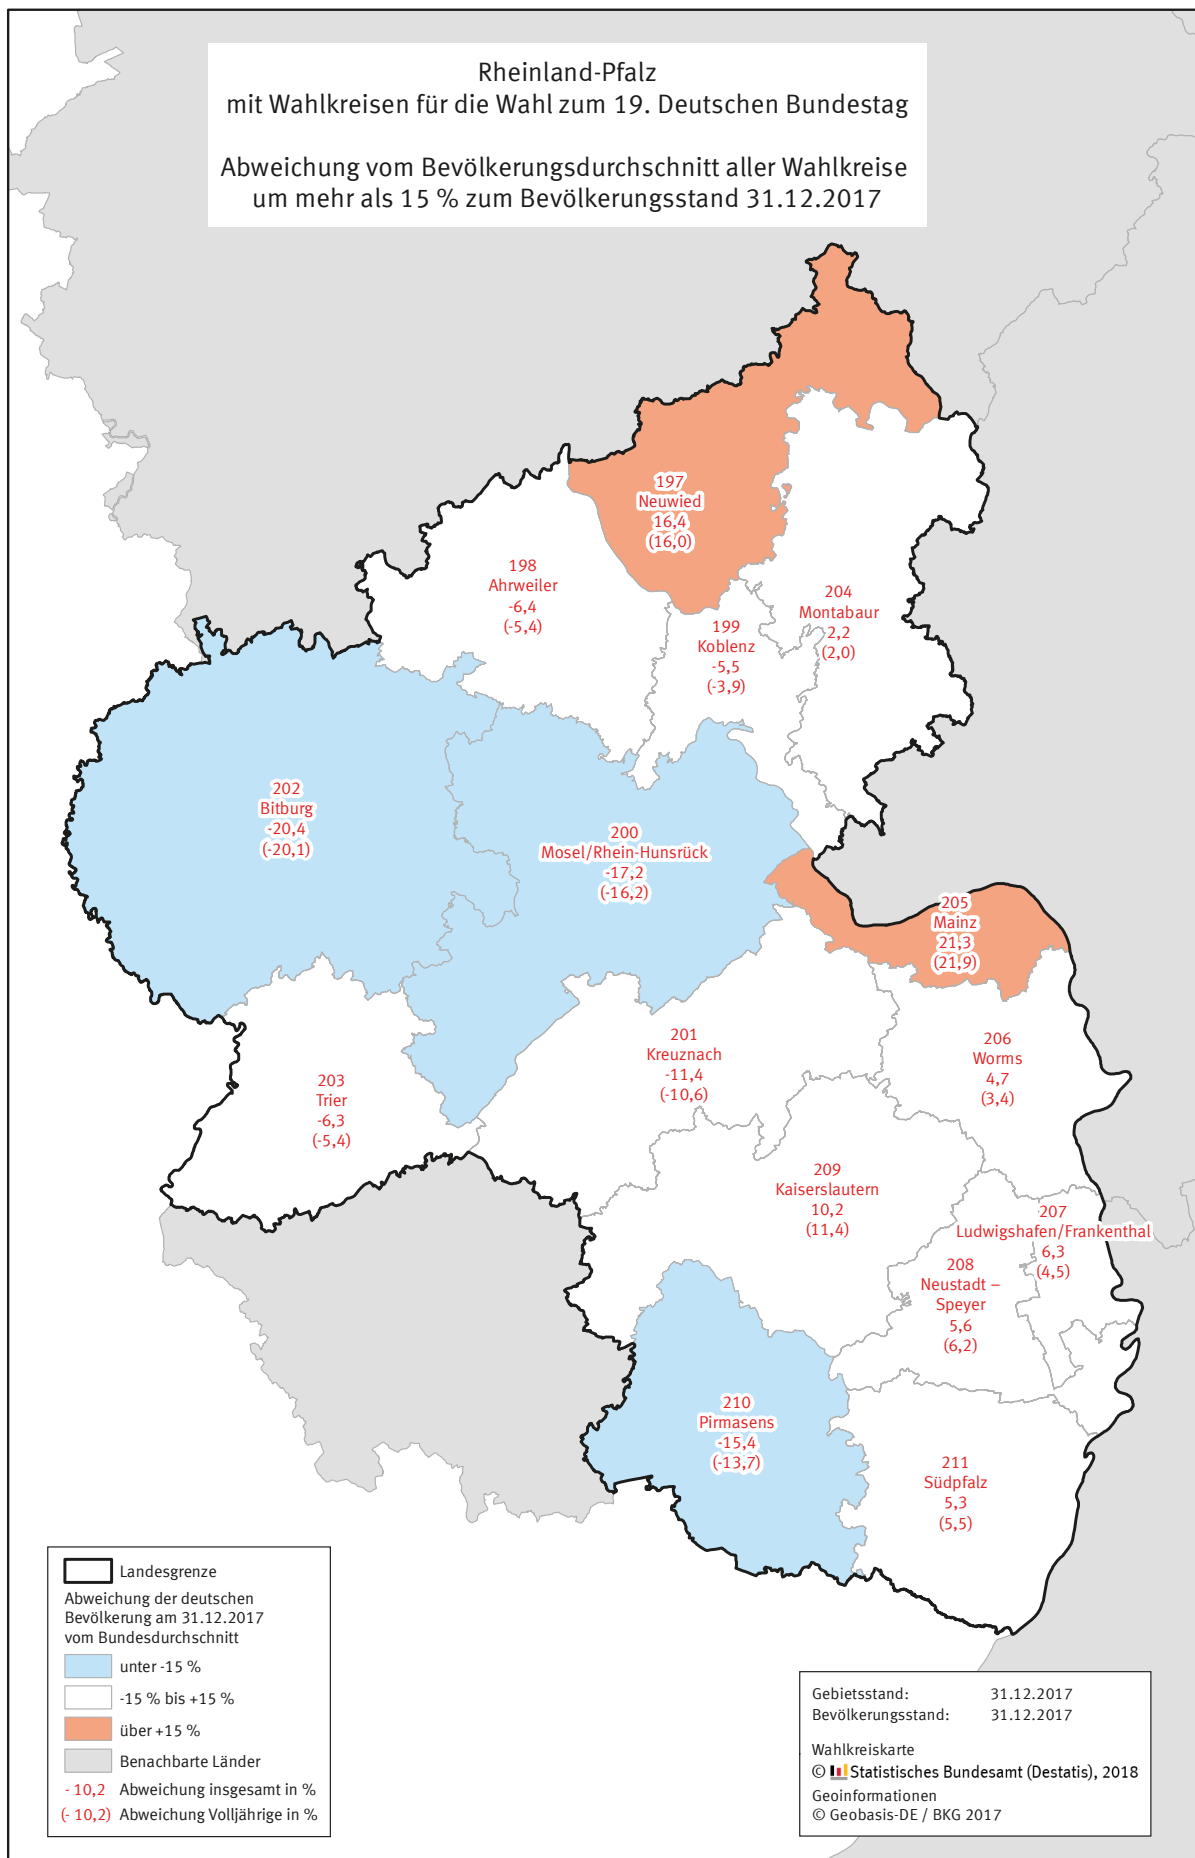 Rheinland-Pfalz
mit Wahlkreisen für die Wahl zum 19. Deutschen Bundestag
Abweichung vom Bevölkerungsdurchschnitt aller Wahlkreise
um mehr als 15 % zum Bevölkerungsstand 31.12.2017
197
Neuwied
16,4
(16,0)
198
Ahrweiler
-6,4
(-5,4)
204
Montabaur
2,2
(2,0)
199
Koblenz
-5,5
(-3,9)
202
Bitburg
-20,4
(-20,1)
200
Mosel/Rhein-Hunsrück
-17,2
(-16,2)
205
Mainz
21,3
(21,9)
201
Kreuznach
-11,4
(-10,6)
206
Worms
4,7
(3,4)
203
Trier
-6,3
(-5,4)
209
Kaiserslautern
10,2
(11,4)
207
Ludwigshafen/Frankenthal
6,3
(4,5)
208
Neustadt –
Speyer
5,6
(6,2)
210
Pirmasens
-15,4
(-13,7)
211
Südpfalz
5,3
(5,5)
Landesgrenze
Abweichung der deutschen
Bevölkerung am 31.12.2017
vom Bundesdurchschnitt
unter -15 %
-15 % bis +15 %
über +15 %
Benachbarte Länder
- 10,2 Abweichung insgesamt in %
(- 10,2) Abweichung Volljährige in %
Gebietsstand: 31.12.2017
Bevölkerungsstand: 31.12.2017
Wahlkreiskarte
© Statistisches Bundesamt (Destatis), 2018
Geoinformationen
© Geobasis-DE / BKG 2017